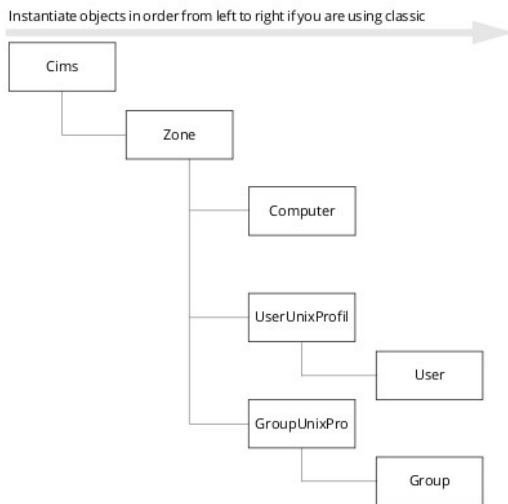 Instantiate objects in order from left to right if you are using classic
Cims
Zone
Computer
UserUnixProfil
User
GroupUnixPro
Group